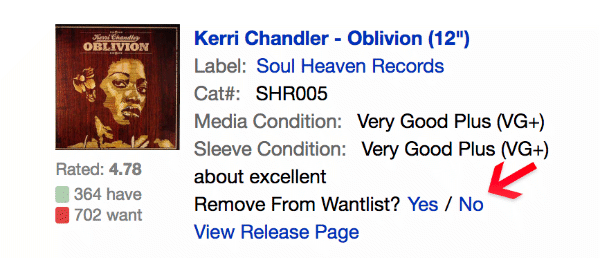 KERRI CHANDLER
OBLIVION
Kerri Chandler - Oblivion (12")
Label: Soul Heaven Records
Cat#: SHR005
Media Condition: Very Good Plus (VG+)
Sleeve Condition: Very Good Plus (VG+)
about excellent
Remove From Wantlist? Yes / No
View Release Page
Rated: 4.78
364 have
702 want